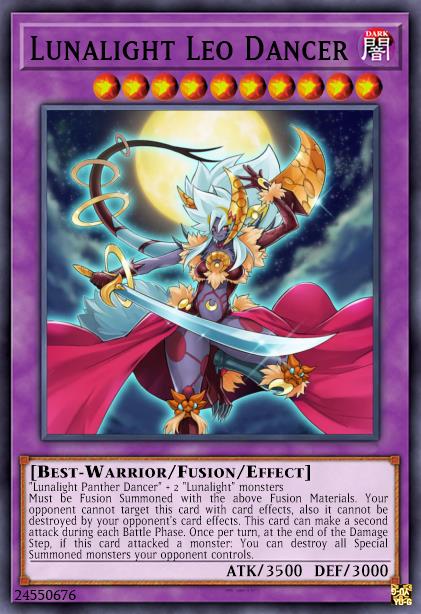 LUNALIGHT LEO DANCER
DARK
闇
[BEST-WARRIOR/FUSION/EFFECT]
"Lunalight Panther Dancer" + 2 "Lunalight" monsters
Must be Fusion Summoned with the above Fusion Materials. Your
opponent cannot target this card with card effects, also it cannot be
destroyed by your opponent's card effects. This card can make a second
attack during each Battle Phase. Once per turn, at the end of the Damage
Step, if this card attacked a monster: You can destroy all Special
Summoned monsters your opponent controls.
ATK/3500 DEF/3000
24550676